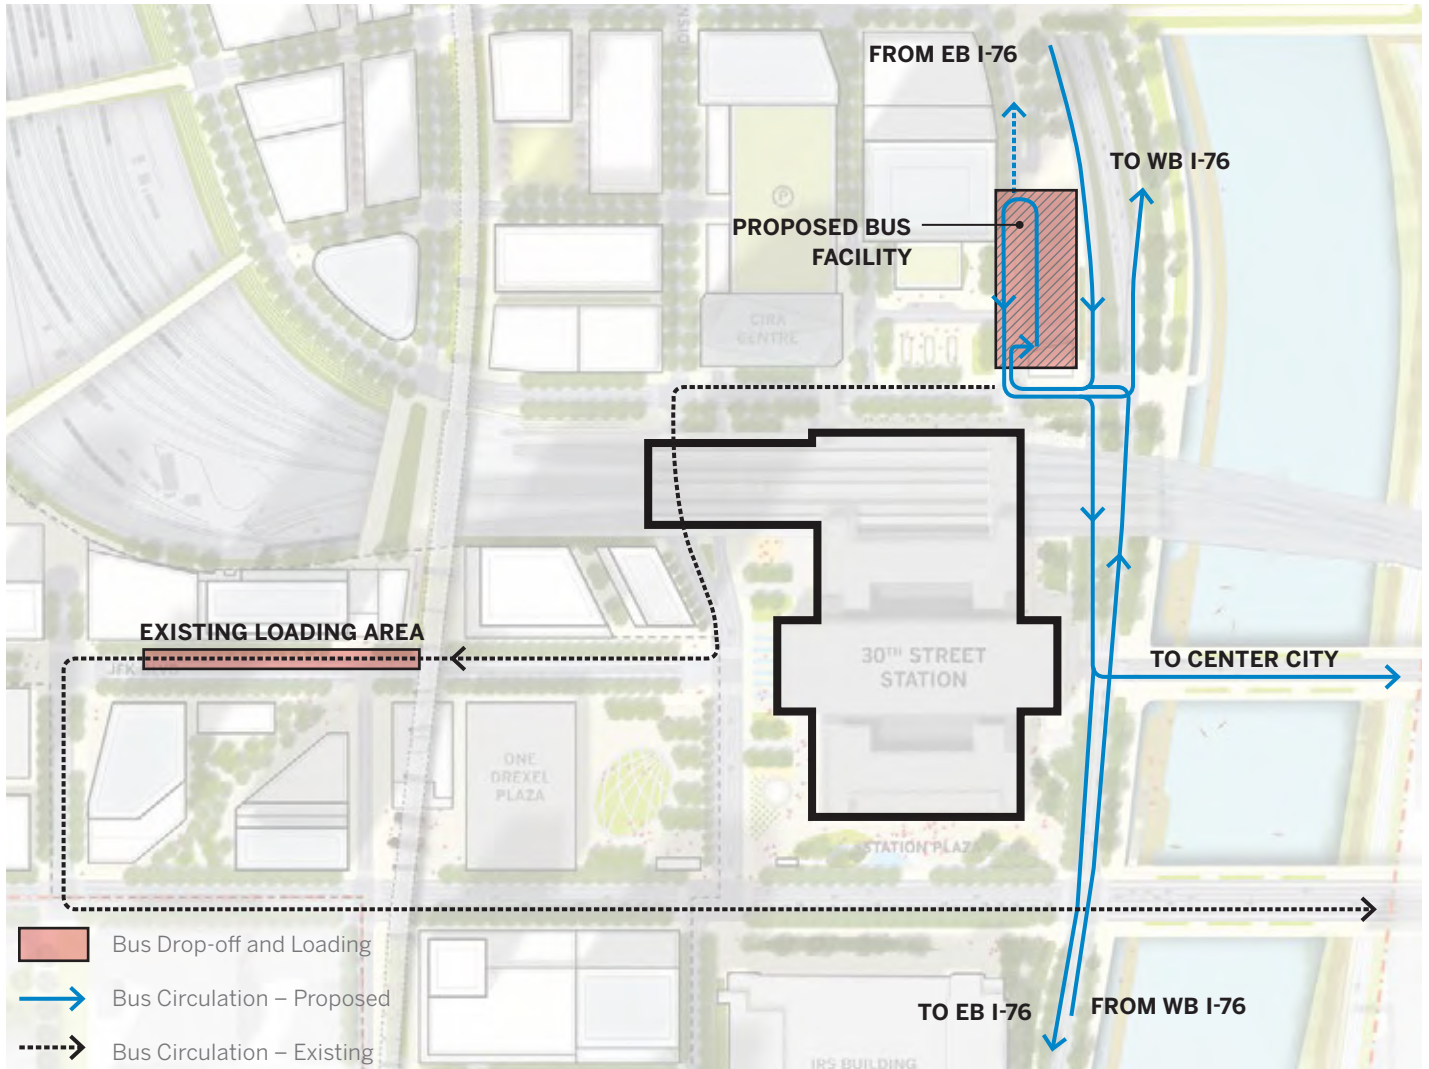 FROM EB I-76
TO WB I-76
PROPOSED BUS
FACILITY
CIRA
CENTRE
EXISTING LOADING AREA
30TH STREET
STATION
TO CENTER CITY
ONE
DREXEL
PLAZA
STATION PLAZA
Bus Drop-off and Loading
Bus Circulation – Proposed
Bus Circulation – Existing
TO EB I-76
FROM WB I-76
IRS BUILDING
P